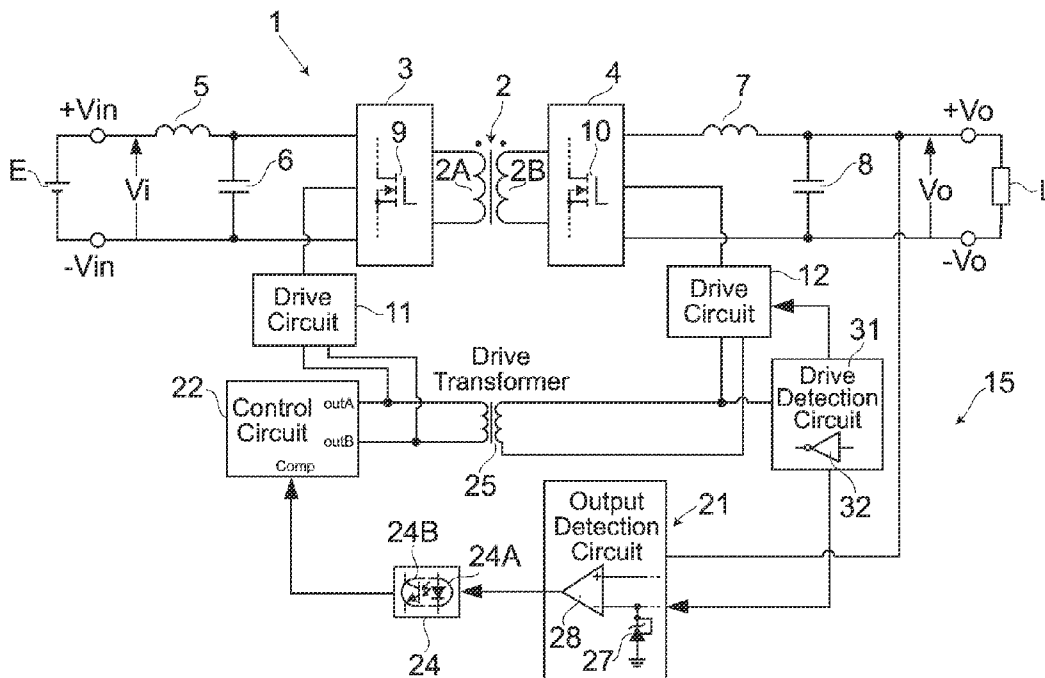 1
3
2
4
7
5
+Vin
+Vo
9
10
E
Vi
6
2A
2B
8
Vo
L
-Vin
-Vo
12
Drive
Circuit
11
Drive
Circuit
31
Drive
Transformer
Drive
Detection
Circuit
15
22
Control
Circuit
outA
outB
Comp
25
32
Output
Detection
Circuit
21
24B
24A
28
27
24